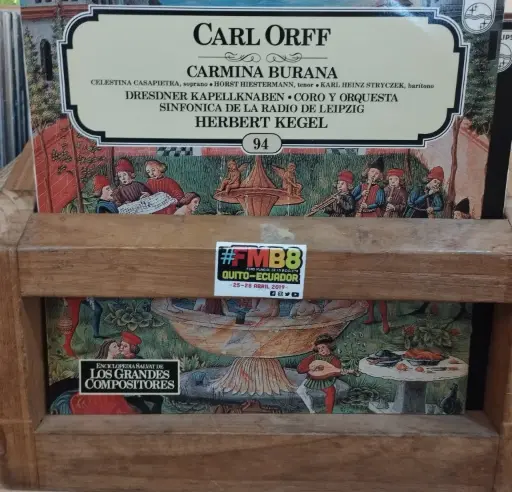 CARL ORFF
CARMINA BURANA
CELESTINA CASAPIETRA, soprano • HORST HIESTERMANN, tenor • KARL HEINZ STRYCZEK, barítono
DRESDNER KAPELLKNABEN • CORO Y ORQUESTA
SINFONICA DE LA RADIO DE LEIPZIG
HERBERT KEGEL
94
#FMB8
QUITO ECUADOR
- 25-28 ABRIL 2019 -
ENCICLOPEDIA SALVAT DE
LOS GRANDES
COMPOSITORES